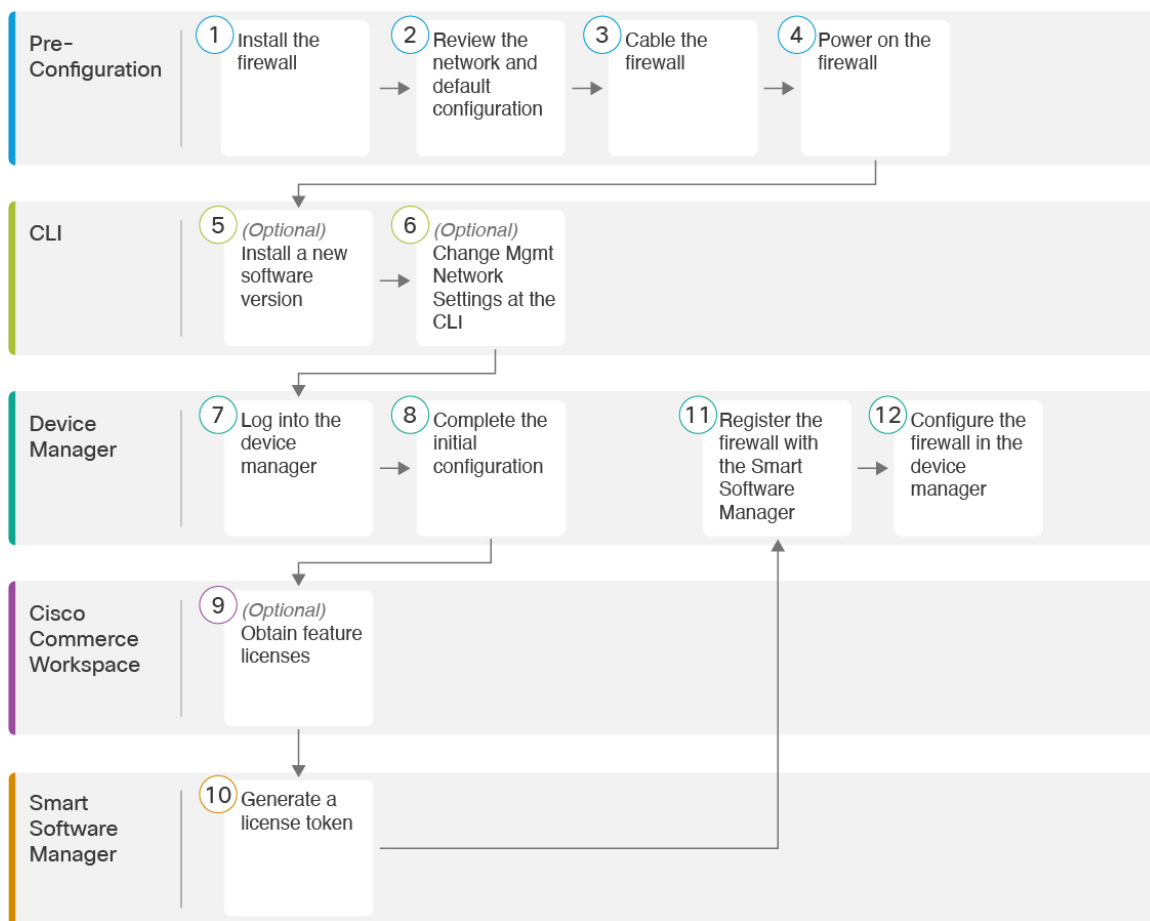 Pre-
Configuration
1
Install the
firewall
2
Review the
network and
default
configuration
3
Cable the
firewall
4
Power on the
firewall
CLI
5
(Optional)
Install a new
software
version
6
(Optional)
Change Mgmt
Network
Settings at the
CLI
Device
Manager
7
Log into the
device
manager
8
Complete the
initial
configuration
11
Register the
firewall with
the Smart
Software
Manager
12
Configure the
firewall in the
device
manager
Cisco
Commerce
Workspace
9
(Optional)
Obtain feature
licenses
Smart
Software
Manager
10
Generate a
license token